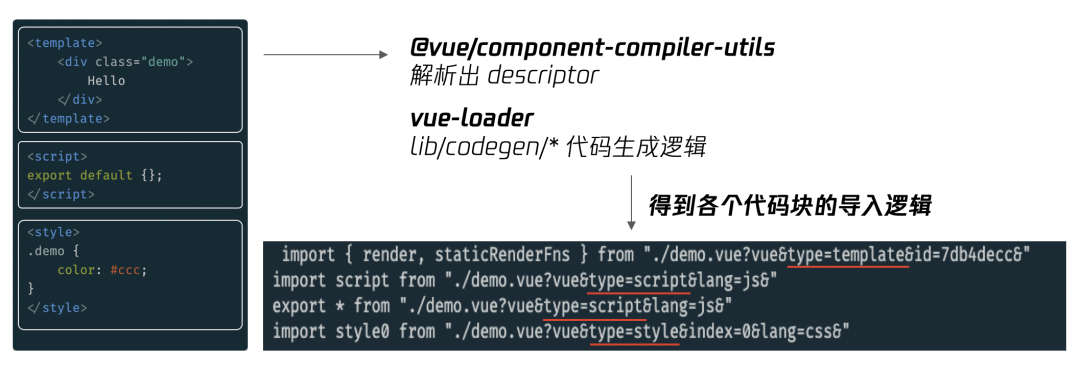 <template>
<div class="demo">
Hello
</div>
</template>
<script>
export default {};
</script>
<style>
.demo {
color: #ccc;
}
</style>
@vue/component-compiler-utils
解析出 descriptor
vue-loader
lib/codegen/* 代码生成逻辑
得到各个代码块的导入逻辑
import { render, staticRenderFns } from "./demo.vue?vue&type=template&id=7db4decc&"
import script from "./demo.vue?vue&type=script&lang=js&"
export * from "./demo.vue?vue&type=script&lang=js&"
import style0 from "./demo.vue?vue&type=style&index=0&lang=css&"